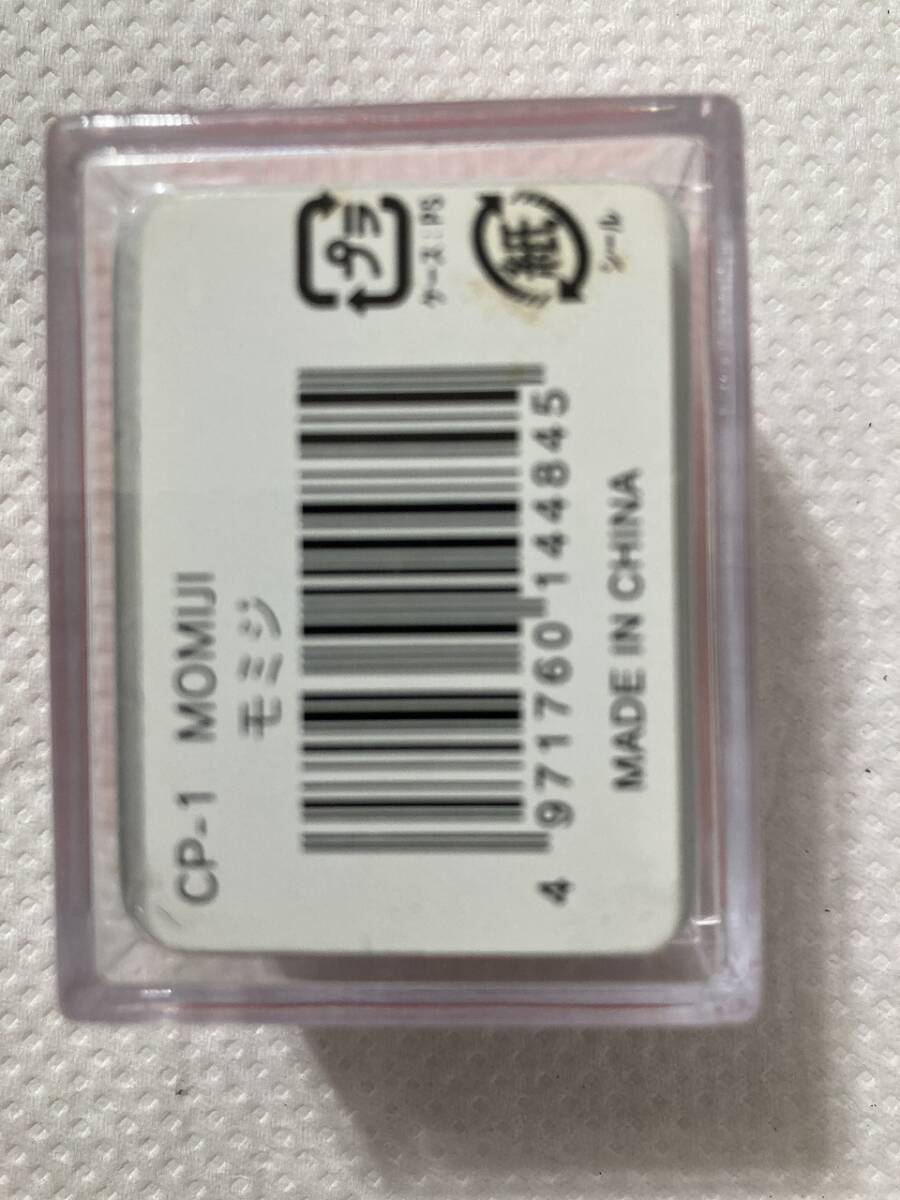 CP-1 MOMIJI
モミジ
4 971760 144845
MADE IN CHINA
プラ
ケース：PS
紙
シール